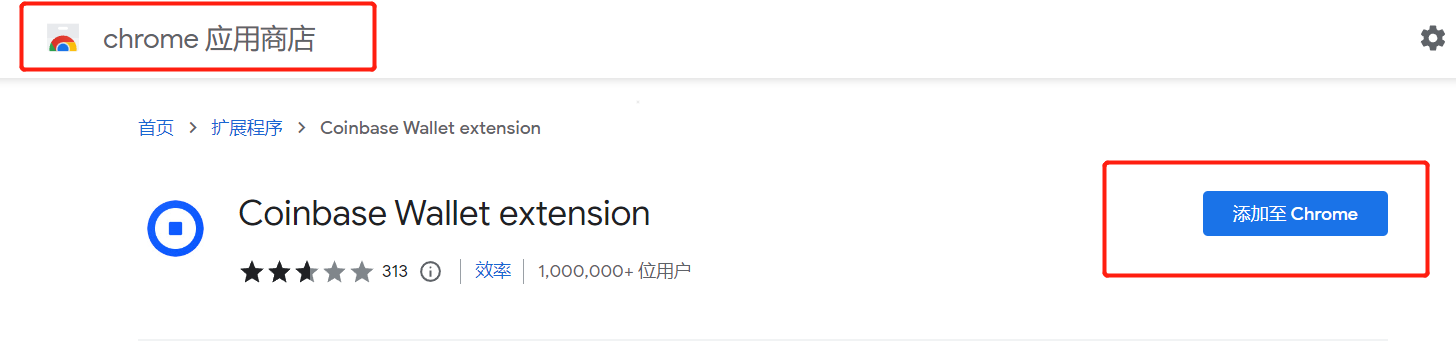 chrome 应用商店
首页 > 扩展程序 > Coinbase Wallet extension
Coinbase Wallet extension
添加至 Chrome
313 效率 1,000,000+ 位用户